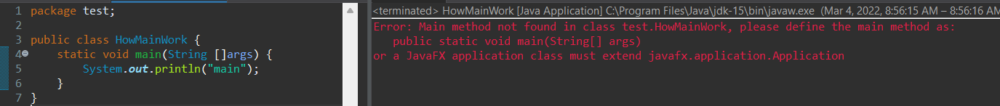 1 package test;
2
3 public class HowMainWork {
4 static void main(String []args) {
5 System.out.println("main");
6 }
7 }
<terminated> HowMainWork [Java Application] C:\Program Files\Java\jdk-15\bin\javaw.exe (Mar 4, 2022, 8:56:15 AM – 8:56:16 AM
Error: Main method not found in class test.HowMainWork, please define the main method as:
public static void main(String[] args)
or a JavaFX application class must extend javafx.application.Application